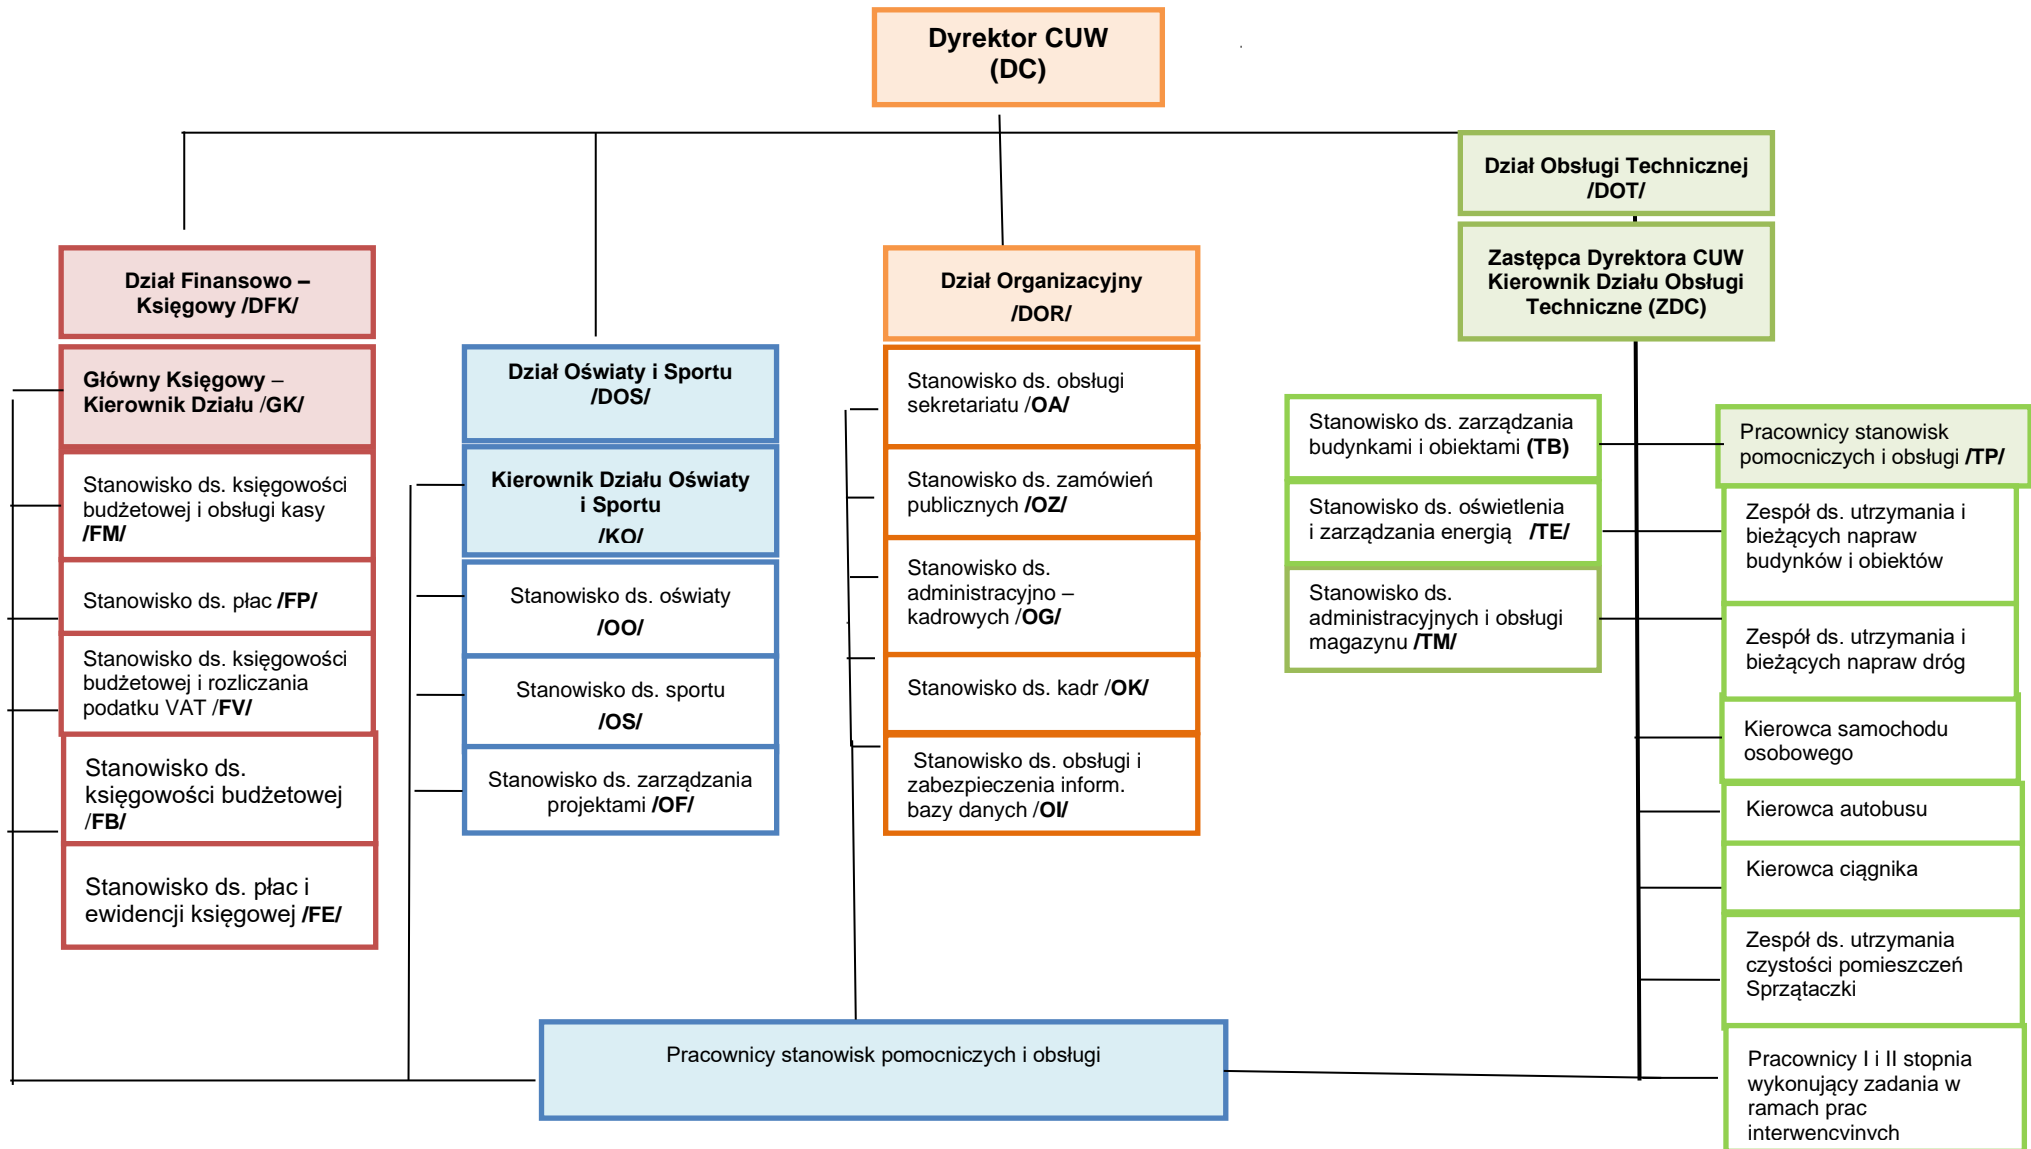 Dyrektor CUW
(DC)
Dział Obsługi Technicznej
/DOT/
Zastępca Dyrektora CUW
Kierownik Działu Obsługi
Techniczne (ZDC)
Dział Finansowo –
Księgowy /DFK/
Główny Księgowy –
Kierownik Działu /GK/
Stanowisko ds. księgowości
budżetowej i obsługi kasy
/FM/
Stanowisko ds. płac /FP/
Stanowisko ds. księgowości
budżetowej i rozliczania
podatku VAT /FV/
Stanowisko ds.
księgowości budżetowej
/FB/
Stanowisko ds. płac i
ewidencji księgowej /FE/
Dział Oświaty i Sportu
/DOS/
Kierownik Działu Oświaty
i Sportu
/KO/
Stanowisko ds. oświaty
/OO/
Stanowisko ds. sportu
/OS/
Stanowisko ds. zarządzania
projektami /OF/
Dział Organizacyjny
/DOR/
Stanowisko ds. obsługi
sekretariatu /OA/
Stanowisko ds. zamówień
publicznych /OZ/
Stanowisko ds.
administracyjno –
kadrowych /OG/
Stanowisko ds. kadr /OK/
Stanowisko ds. obsługi i
zabezpieczenia inform.
bazy danych /OI/
Stanowisko ds. zarządzania
budynkami i obiektami (TB)
Stanowisko ds. oświetlenia
i zarządzania energią /TE/
Stanowisko ds.
administracyjnych i obsługi
magazynu /TM/
Pracownicy stanowisk
pomocniczych i obsługi /TP/
Zespół ds. utrzymania i
bieżących napraw
budynków i obiektów
Zespół ds. utrzymania i
bieżących napraw dróg
Kierowca samochodu
osobowego
Kierowca autobusu
Kierowca ciągnika
Zespół ds. utrzymania
czystości pomieszczeń
Sprzątaczki
Pracownicy I i II stopnia
wykonujący zadania w
ramach prac
interwencyjnych
Pracownicy stanowisk pomocniczych i obsługi